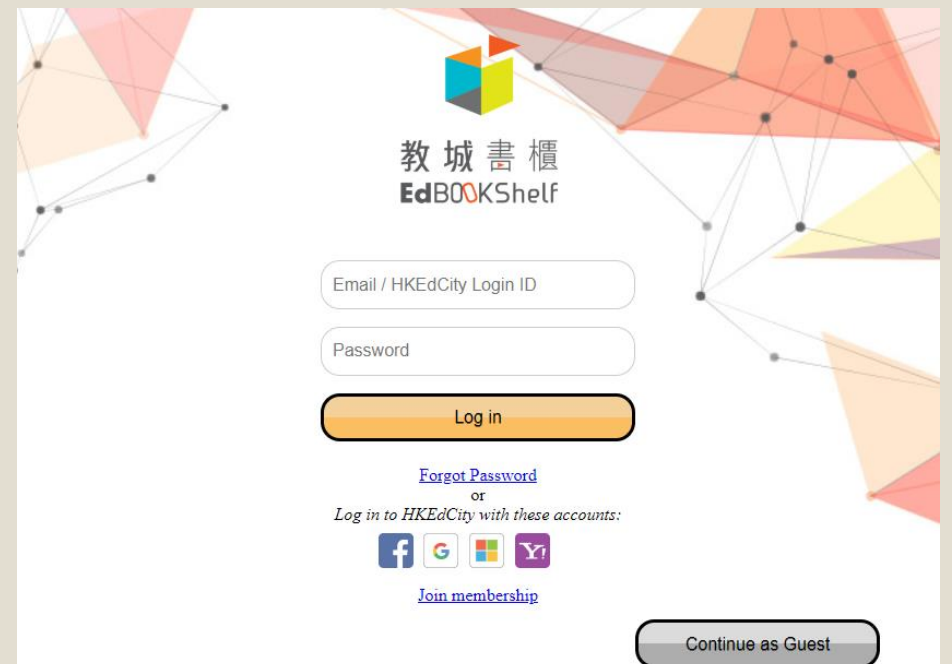 教城書櫃
EdBOOKShelf
Email / HKEdCity Login ID
Password
Log in
Forgot Password
or
Log in to HKEdCity with these accounts:
f G Y!
Join membership
Continue as Guest